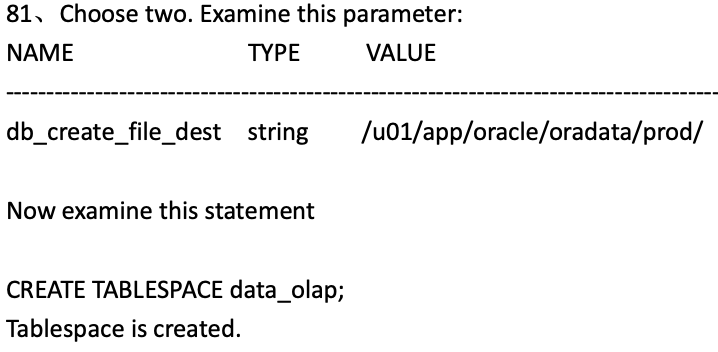 81、Choose two. Examine this parameter:
NAME TYPE VALUE
--------------------------------------------------------------------------------------
db_create_file_dest string /u01/app/oracle/oradata/prod/
Now examine this statement
CREATE TABLESPACE data_olap;
Tablespace is created.